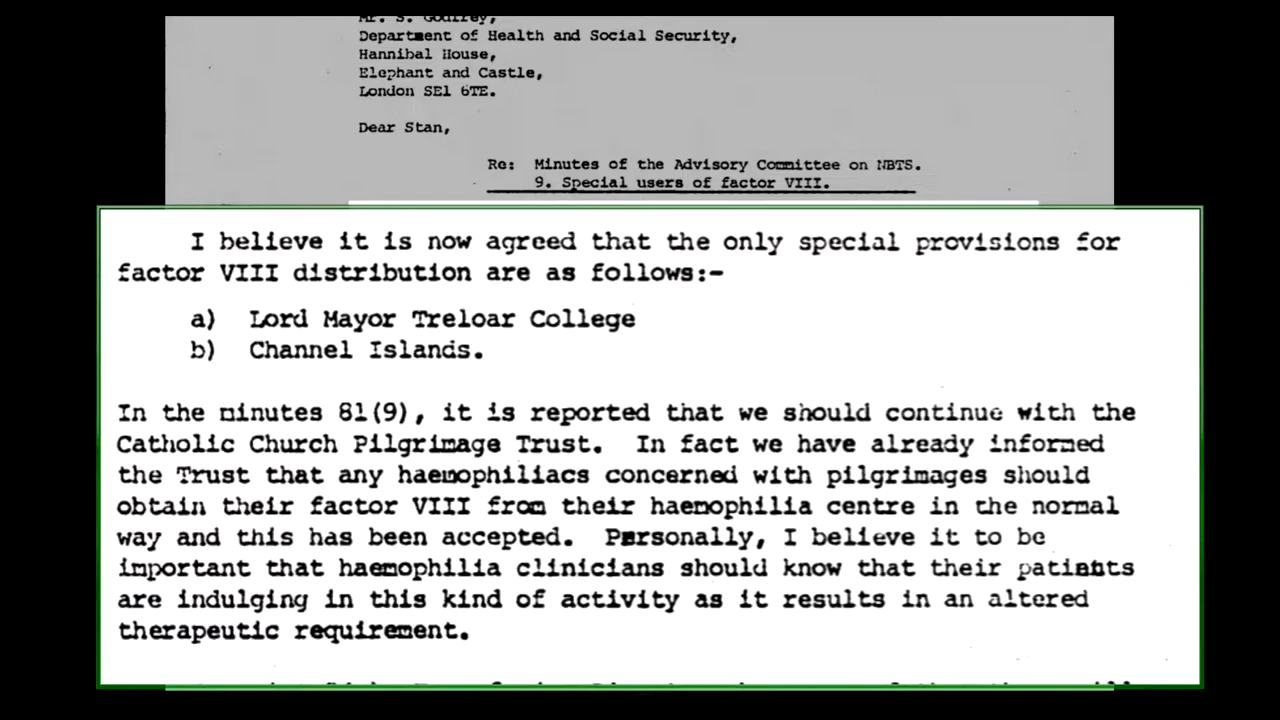 Mr. S. Godfrey,
Department of Health and Social Security,
Hannibal House,
Elephant and Castle,
London SE1 6TE.
Dear Stan,
Re: Minutes of the Advisory Committee on NBTS.
9. Special users of factor VIII.
I believe it is now agreed that the only special provisions for
factor VIII distribution are as follows:-
a) Lord Mayor Treloar College
b) Channel Islands.
In the minutes 81(9), it is reported that we should continue with the
Catholic Church Pilgrimage Trust. In fact we have already informed
the Trust that any haemophiliacs concerned with pilgrimages should
obtain their factor VIII from their haemophilia centre in the normal
way and this has been accepted. Personally, I believe it to be
important that haemophilia clinicians should know that their patients
are indulging in this kind of activity as it results in an altered
therapeutic requirement.